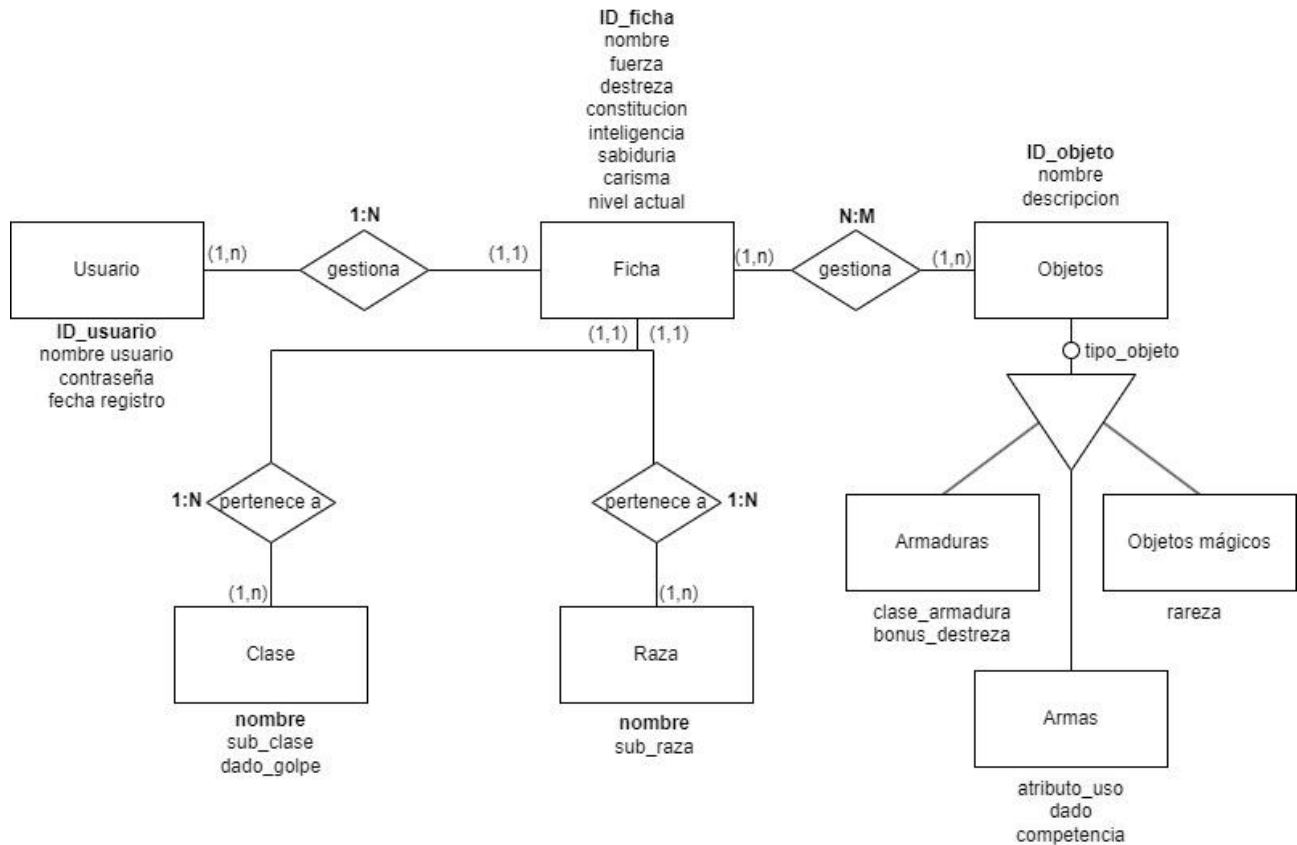 ID_ficha
nombre
fuerza
destreza
constitucion
inteligencia
sabiduria
carisma
nivel actual
ID_objeto
nombre
descripcion
1:N
N:M
Usuario
(1,n)
gestiona
(1,1)
Ficha
(1,n)
gestiona
(1,n)
Objetos
ID_usuario
nombre usuario
contraseña
fecha registro
(1,1)
(1,1)
tipo_objeto
1:N
pertenece a
pertenece a
1:N
Armaduras
Objetos mágicos
clase_armadura
bonus_destreza
rareza
(1,n)
(1,n)
Clase
Raza
Armas
nombre
sub_clase
dado_golpe
nombre
sub_raza
atributo_uso
dado
competencia